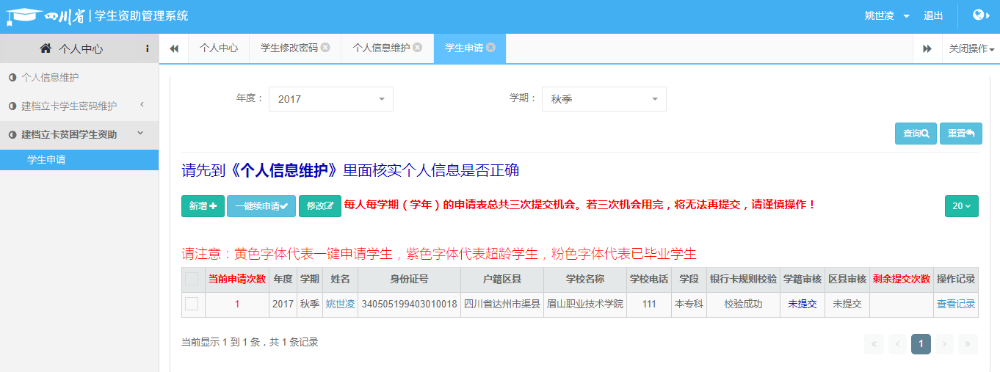 四川省 | 学生资助管理系统
姚世凌 退出
个人中心
个人中心 学生修改密码 个人信息维护 学生申请 关闭操作
个人信息维护
建档立卡学生密码维护
建档立卡贫困学生资助
学生申请
年度： 2017 学期： 秋季
查询 重置
请先到《个人信息维护》里面核实个人信息是否正确
新增 一键续申请 修改 每人每学期（学年）的申请表总共三次提交机会。若三次机会用完，将无法再提交，请谨慎操作！ 20
请注意：黄色字体代表一键申请学生，紫色字体代表超龄学生，粉色字体代表已毕业学生
当前申请次数 年度 学期 姓名 身份证号 户籍区县 学校名称 学校电话 学段 银行卡规则校验 学籍审核 区县审核 剩余提交次数 操作记录
1 2017 秋季 姚世凌 340505199403010018 四川省达州市渠县 眉山职业技术学院 111 本专科 校验成功 未提交 未提交 查看记录
当前显示 1 到 1 条，共 1 条记录
« ‹ 1 › »